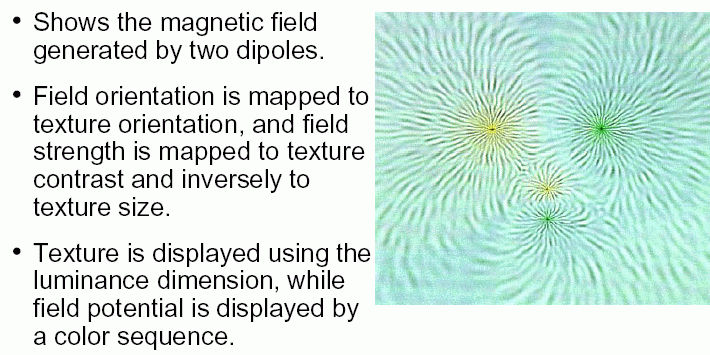 • Shows the magnetic field
generated by two dipoles.
• Field orientation is mapped to
texture orientation, and field
strength is mapped to texture
contrast and inversely to
texture size.
• Texture is displayed using the
luminance dimension, while
field potential is displayed by
a color sequence.